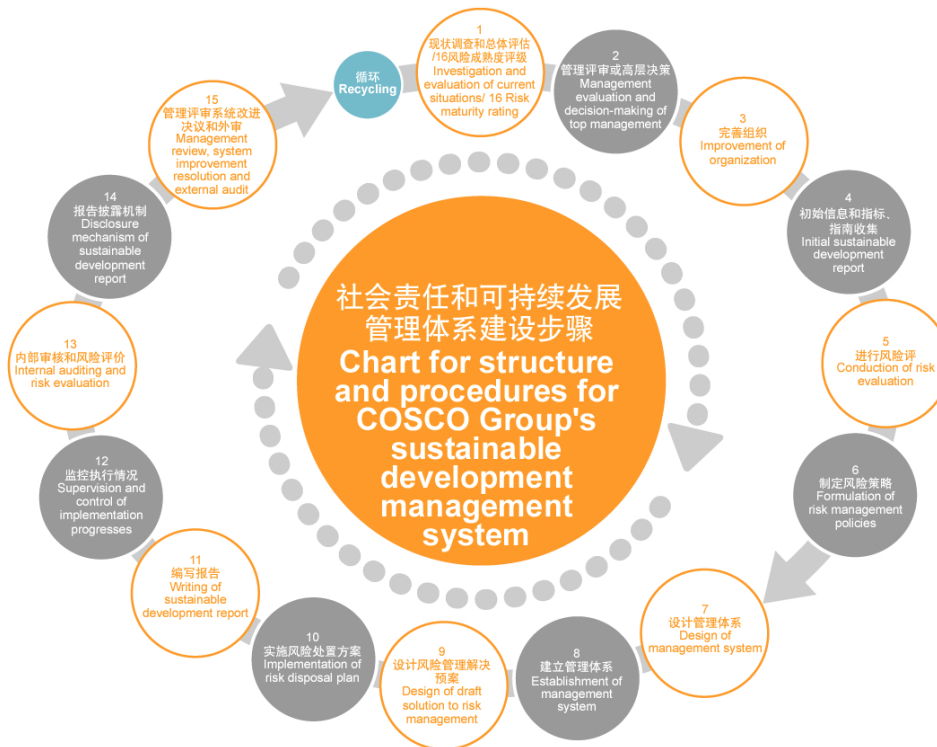 循环
Recycling
1
现状调查和总体评估
/16风险成熟度评级
Investigation and
evaluation of current
situations/ 16 Risk
maturity rating
2
管理评审或高层决策
Management
evaluation and
decision-making of
top management
3
完善组织
Improvement of
organization
4
初始信息和指标、
指南收集
Initial sustainable
development
report
5
进行风险评
Conduction of risk
evaluation
6
制定风险策略
Formulation of
risk management
policies
7
设计管理体系
Design of
management system
8
建立管理体系
Establishment of
management
system
9
设计风险管理解决
预案
Design of draft
solution to risk
management
10
实施风险处置方案
Implementation of
risk disposal plan
11
编写报告
Writing of
sustainable
development report
12
监控执行情况
Supervision and
control of
implementation
progresses
13
内部审核和风险评价
Internal auditing and
risk evaluation
14
报告披露机制
Disclosure
mechanism of
sustainable
development
report
15
管理评审系统改进
决议和外审
Management
review, system
improvement
resolution and
external audit
社会责任和可持续发展
管理体系建设步骤
Chart for structure
and procedures for
COSCO Group's
sustainable
development
management
system